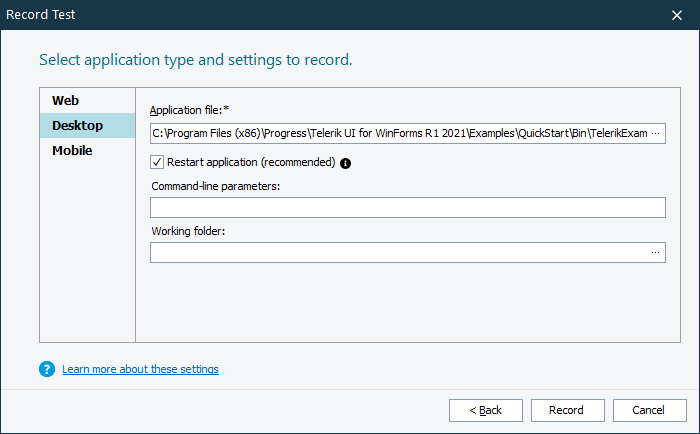 Record Test
Select application type and settings to record.
Web
Desktop
Mobile
Application file:*
C:\Program Files (x86)\Progress\Telerik UI for WinForms R1 2021\Examples\QuickStart\Bin\TelerikExam ...
Restart application (recommended)
Command-line parameters:
Working folder:
...
? Learn more about these settings
< Back
Record
Cancel